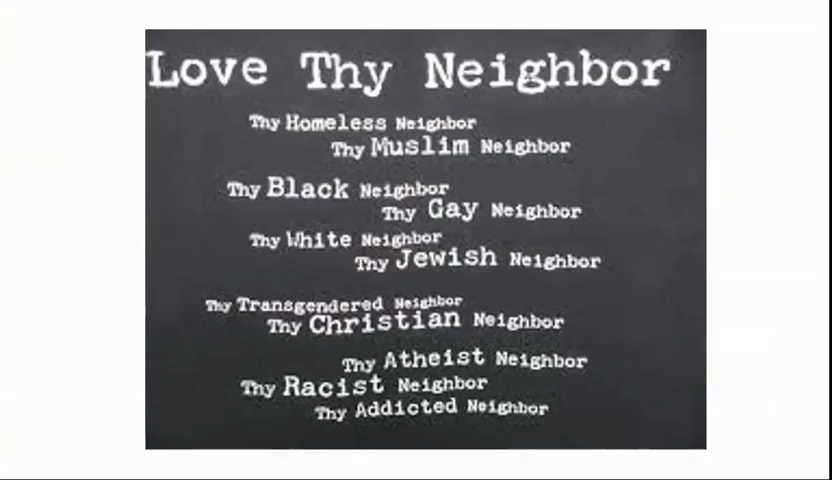 Love Thy Neighbor
Thy Homeless Neighbor
Thy Muslim Neighbor
Thy Black Neighbor
Thy Gay Neighbor
Thy White Neighbor
Thy Jewish Neighbor
Thy Transgendered Neighbor
Thy Christian Neighbor
Thy Atheist Neighbor
Thy Racist Neighbor
Thy Addicted Neighbor